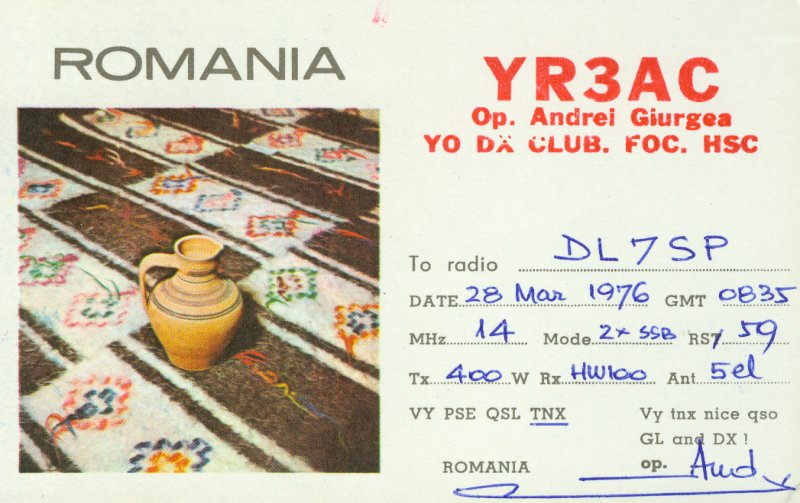 ROMANIA
YR3AC
Op. Andrei Giurgea
YO DX CLUB. FOC. HSC
To radio DL7SP
DATE 28 Mar 1976 GMT 0835
MHz 14 Mode 2x SSB RST 59
Tx 400 W Rx HW100 Ant 5el
VY PSE QSL TNX
Vy tnx nice qso
GL and DX !
ROMANIA
op. And